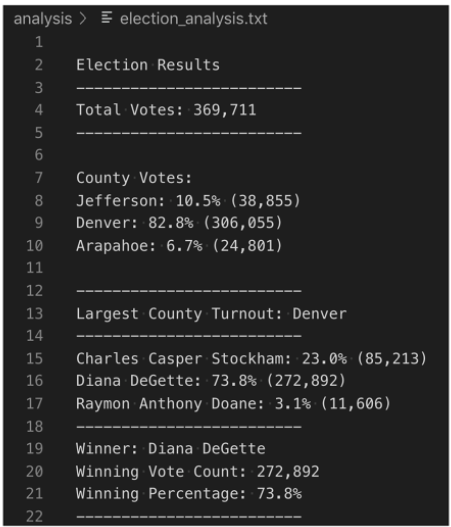 analysis > election_analysis.txt
1
2 Election Results
3 -------------------------
4 Total Votes: 369,711
5 -------------------------
6
7 County Votes:
8 Jefferson: 10.5% (38,855)
9 Denver: 82.8% (306,055)
10 Arapahoe: 6.7% (24,801)
11
12 -------------------------
13 Largest County Turnout: Denver
14 -------------------------
15 Charles Casper Stockham: 23.0% (85,213)
16 Diana DeGette: 73.8% (272,892)
17 Raymon Anthony Doane: 3.1% (11,606)
18 -------------------------
19 Winner: Diana DeGette
20 Winning Vote Count: 272,892
21 Winning Percentage: 73.8%
22 -------------------------